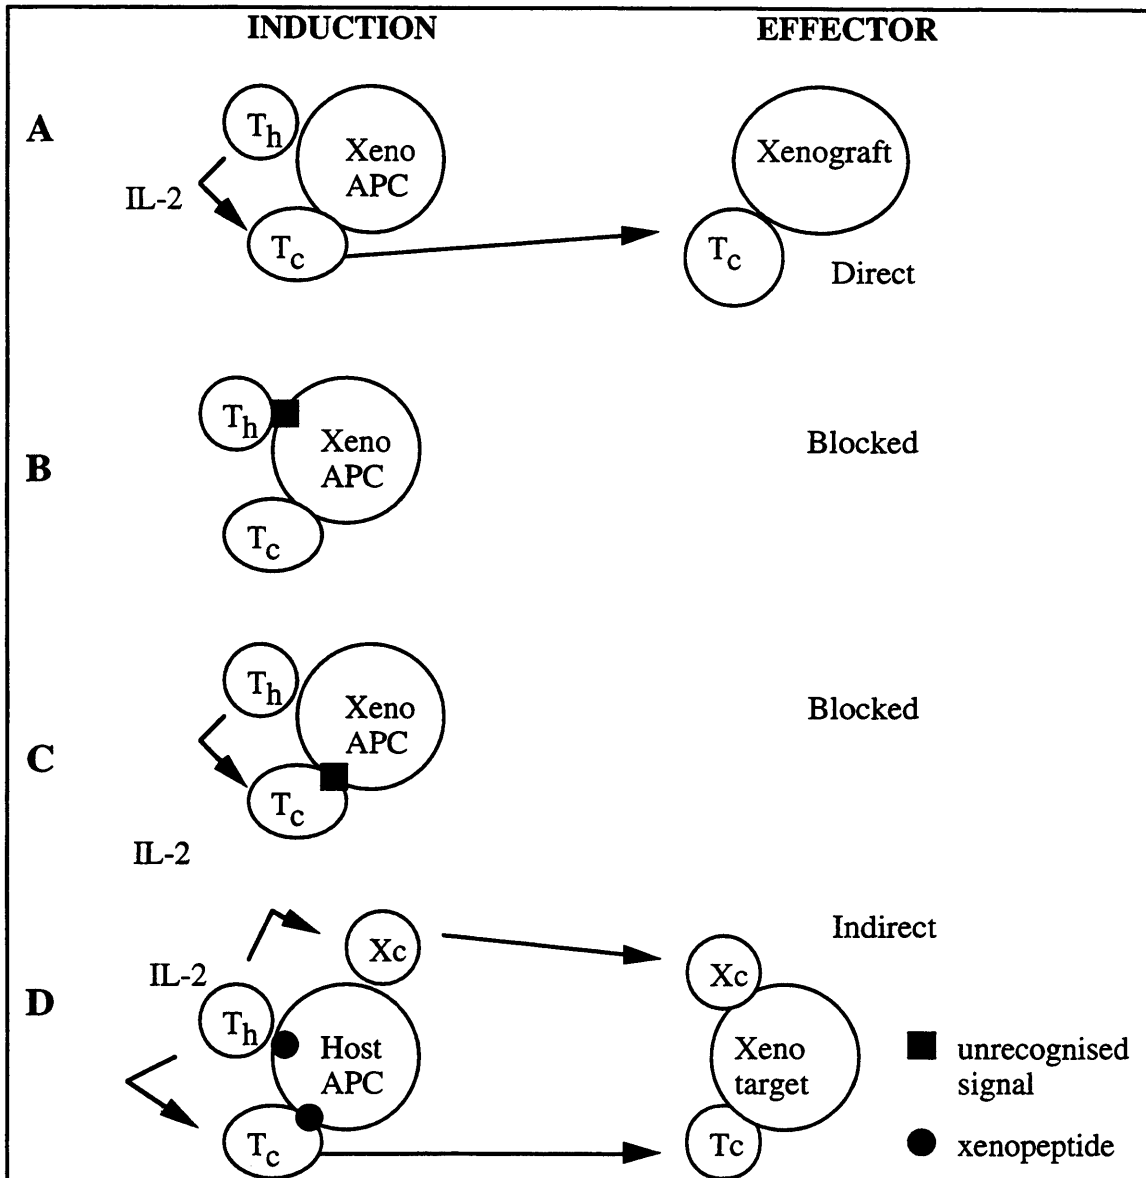 INDUCTION EFFECTOR
A
Th
Xeno
APC
IL-2
Tc
Xenograft
Tc
Direct
B
Th
Xeno
APC
Tc
Blocked
C
Th
Xeno
APC
Tc
IL-2
Blocked
D
Xc
IL-2
Th
Host
APC
Tc
Indirect
Xc
Xeno
target
Tc
unrecognised
signal
xenopeptide